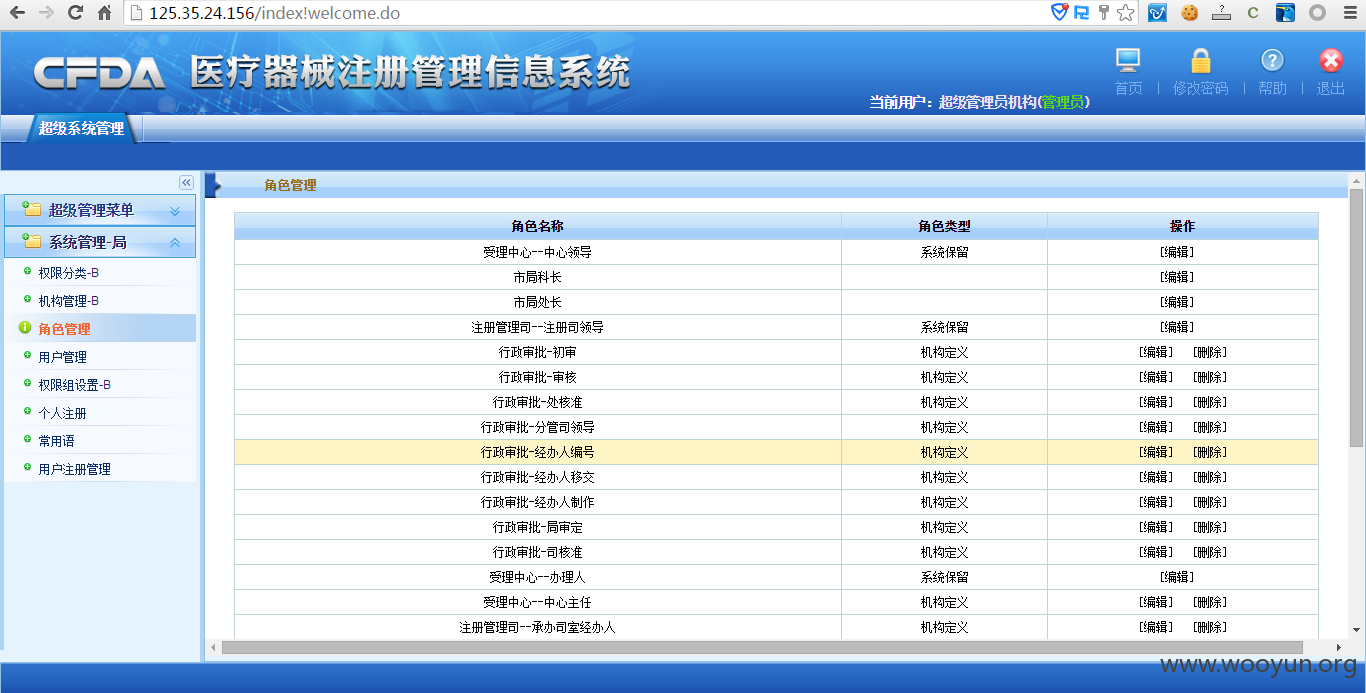 125.35.24.156/index!welcome.do
CFDA 医疗器械注册管理信息系统
首页 | 修改密码 | 帮助 | 退出
当前用户：超级管理员机构(管理员)
超级系统管理
超级管理菜单
系统管理-局
权限分类-B
机构管理-B
角色管理
用户管理
权限组设置-B
个人注册
常用语
用户注册管理
角色管理
角色名称 角色类型 操作
受理中心--中心领导 系统保留 [编辑]
市局科长 [编辑]
市局处长 [编辑]
注册管理司--注册司领导 系统保留 [编辑]
行政审批-初审 机构定义 [编辑] [删除]
行政审批-审核 机构定义 [编辑] [删除]
行政审批-处核准 机构定义 [编辑] [删除]
行政审批-分管司领导 机构定义 [编辑] [删除]
行政审批-经办人编号 机构定义 [编辑] [删除]
行政审批-经办人移交 机构定义 [编辑] [删除]
行政审批-经办人制作 机构定义 [编辑] [删除]
行政审批-局审定 机构定义 [编辑] [删除]
行政审批-司核准 机构定义 [编辑] [删除]
受理中心--办理人 系统保留 [编辑]
受理中心--中心主任 机构定义 [编辑] [删除]
注册管理司--承办司室经办人 机构定义 [编辑] [删除]
www.wooyun.org